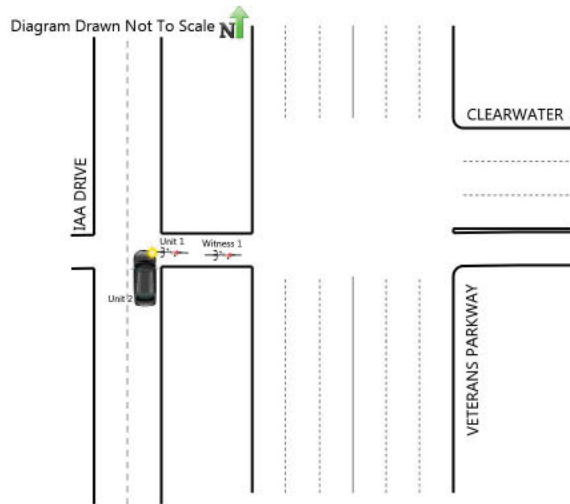 Diagram Drawn Not To Scale N
CLEARWATER
IAA DRIVE
Unit 1
Witness 1
Unit 2
VETERANS PARKWAY